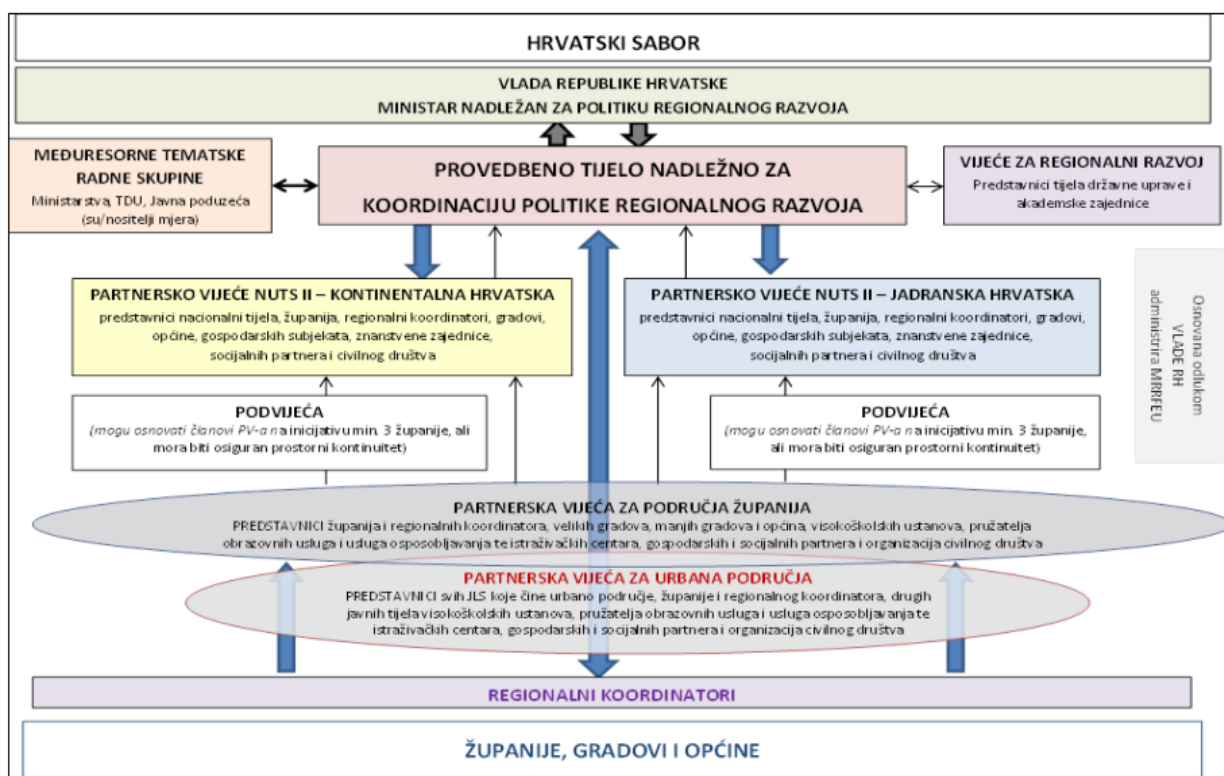 HRVATSKI SABOR
VLADA REPUBLIKE HRVATSKE
MINISTAR NADLEŽAN ZA POLITIKU REGIONALNOG RAZVOJA
MEĐURESORNE TEMATSKE
RADNE SKUPINE
Ministarstva, TDU, Javna poduzeća
(su/nositelji mjera)
PROVEDBENO TIJELO NADLEŽNO ZA
KOORDINACIJU POLITIKE REGIONALNOG RAZVOJA
VIJEĆE ZA REGIONALNI RAZVOJ
Predstavnici tijela državne uprave i
akademske zajednice
PARTNERSKO VIJEĆE NUTS II – KONTINENTALNA HRVATSKA
predstavnici nacionalni tijela, županija, regionalni koordinatori, gradovi,
općine, gospodarskih subjekata, znanstvene zajednice,
socijalnih partnera i civilnog društva
PARTNERSKO VIJEĆE NUTS II – JADRANSKA HRVATSKA
predstavnici nacionalni tijela, županija, regionalni koordinatori, gradovi,
općine, gospodarskih subjekata, znanstvene zajednice,
socijalnih partnera i civilnog društva
Osnovana odlukom
VLADE RH
administrira MRRFEU
PODVIJEĆA
(mogu osnovati članovi PV-a na inicijativu min. 3 županije, ali
mora biti osiguran prostorni kontinuitet)
PODVIJEĆA
(mogu osnovati članovi PV-a na inicijativu min. 3 županije,
ali mora biti osiguran prostorni kontinuitet)
PARTNERSKA VIJEĆA ZA PODRUČJA ŽUPANIJA
PREDSTAVNICI županija i regionalnih koordinatora, velikih gradova, manjih gradova i općina, visokoškolskih ustanova, pružatelja
obrazovnih usluga i usluga osposobljavanja te istraživačkih centara, gospodarskih i socijalnih partnera i organizacija civilnog društva
PARTNERSKA VIJEĆA ZA URBANA PODRUČJA
PREDSTAVNICI svih JLS koje čine urbano područje, županije i regionalnog koordinatora, drugih
javnih tijela visokoškolskih ustanova, pružatelja obrazovnih usluga i usluga osposobljavanja te
istraživačkih centara, gospodarskih i socijalnih partnera i organizacija civilnog društva
REGIONALNI KOORDINATORI
ŽUPANIJE, GRADOVI I OPĆINE